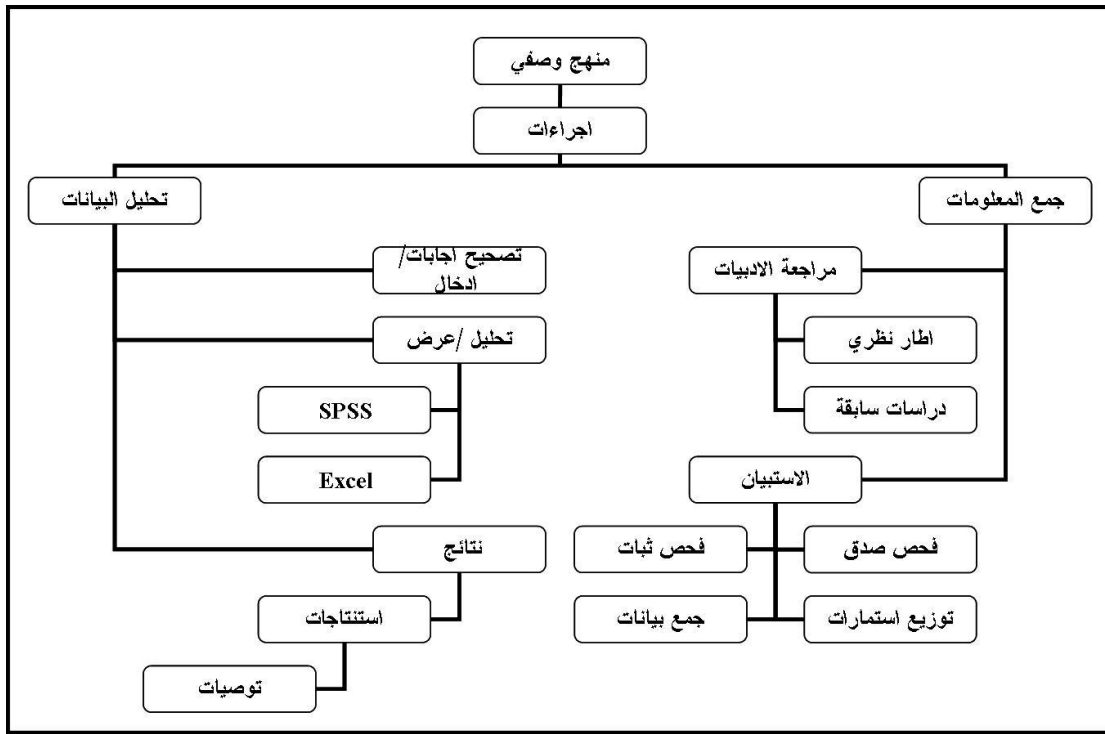 منهج وصفي
اجراءات
جمع المعلومات
تحليل البيانات
مراجعة الادبيات
تصحيح اجابات/
ادخال
اطار نظري
تحليل /عرض
دراسات سابقة
SPSS
الاستبيان
Excel
فحص صدق
فحص ثبات
نتائج
توزيع استمارات
جمع بيانات
استنتاجات
توصيات